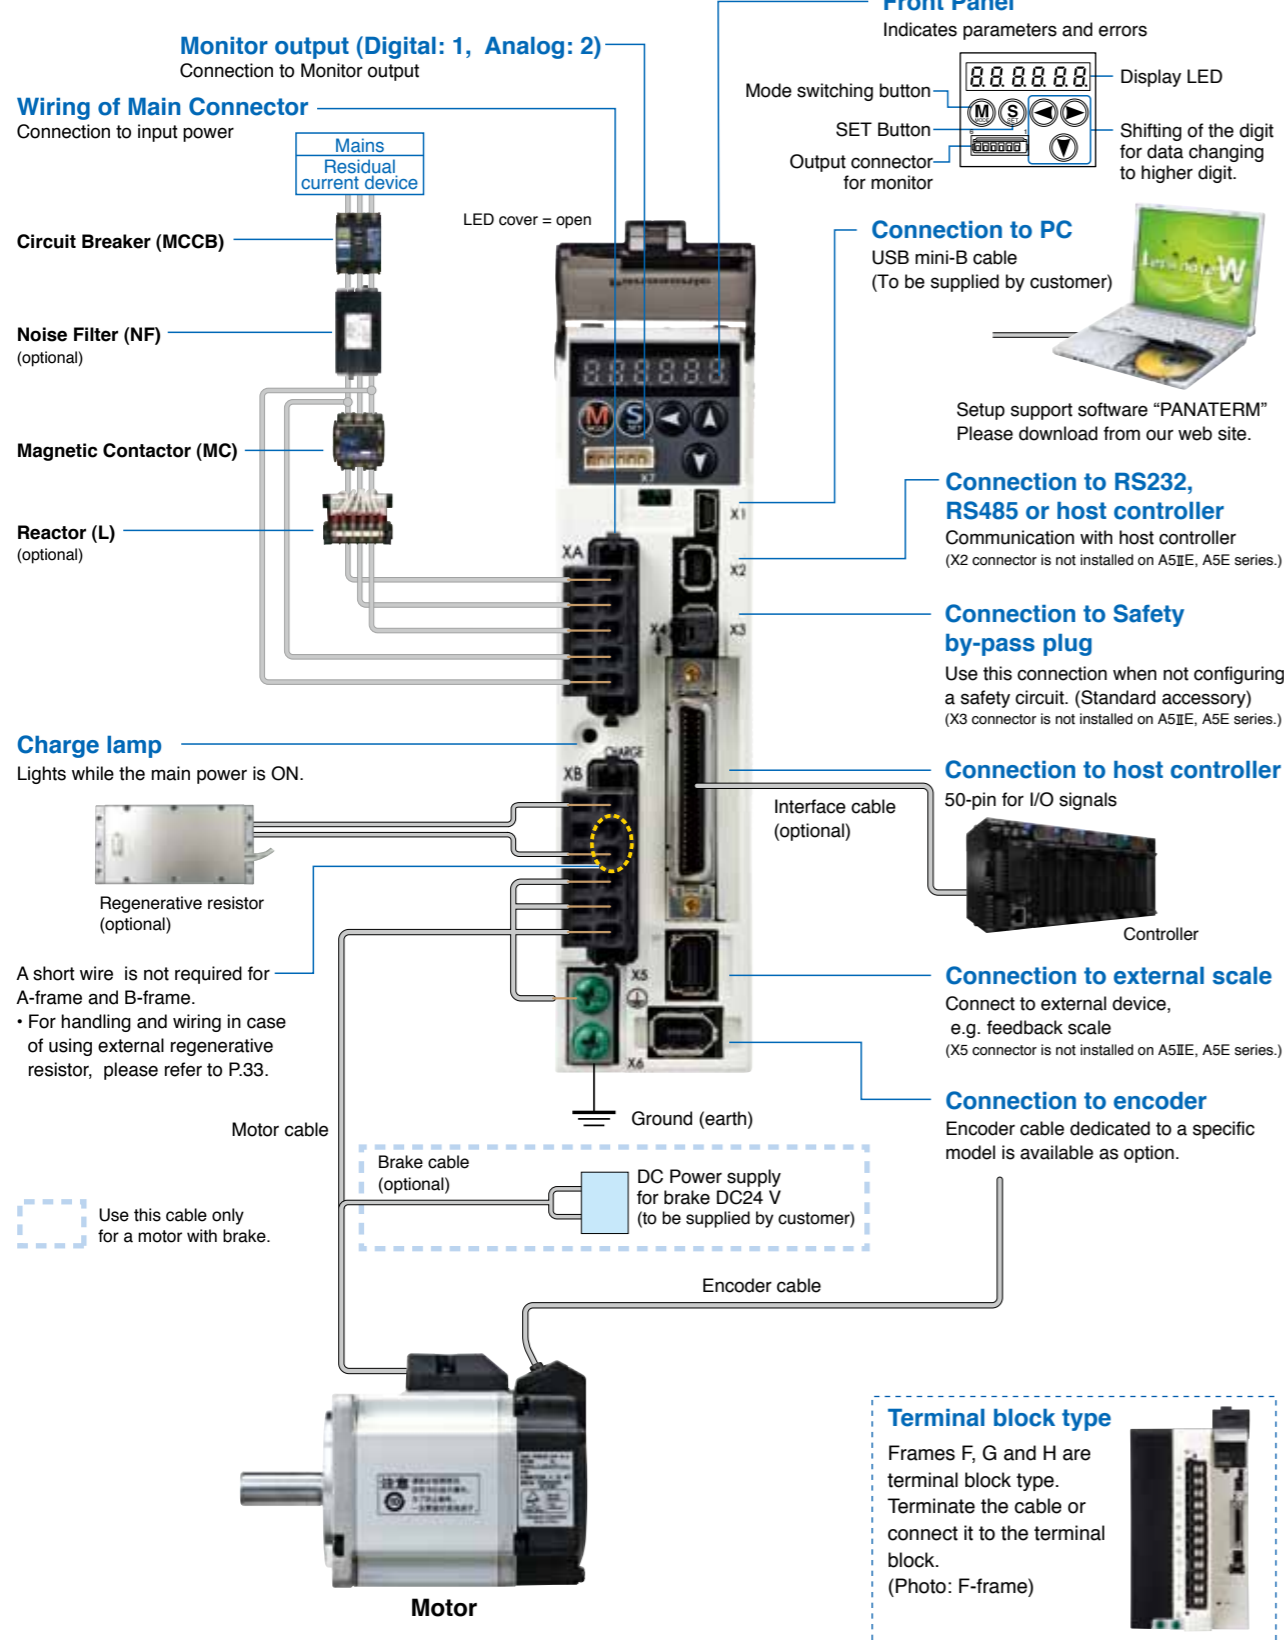 Front Panel
Indicates parameters and errors
Monitor output (Digital: 1, Analog: 2)
Connection to Monitor output
Mode switching button
Display LED
M
MODE
S
SET
SET Button
6
1
Output connector
for monitor
Shifting of the digit
for data changing
to higher digit.
Wiring of Main Connector
Connection to input power
Mains
Residual
current device
Circuit Breaker (MCCB)
Noise Filter (NF)
(optional)
Magnetic Contactor (MC)
Reactor (L)
(optional)
LED cover = open
Panasonic
M
MODE
S
SET
X7
X1
X2
X3
X4
XA
CHARGE
XB
X5
X6
Connection to PC
USB mini-B cable
(To be supplied by customer)
Let's note W
Setup support software “PANATERM”
Please download from our web site.
Connection to RS232,
RS485 or host controller
Communication with host controller
(X2 connector is not installed on A5ⅡE, A5E series.)
Connection to Safety
by-pass plug
Use this connection when not configuring
a safety circuit. (Standard accessory)
(X3 connector is not installed on A5ⅡE, A5E series.)
Charge lamp
Lights while the main power is ON.
Regenerative resistor
(optional)
A short wire is not required for
A-frame and B-frame.
・For handling and wiring in case
of using external regenerative
resistor, please refer to P.33.
Connection to host controller
50-pin for I/O signals
Interface cable
(optional)
Controller
Connection to external scale
Connect to external device,
e.g. feedback scale
(X5 connector is not installed on A5ⅡE, A5E series.)
Connection to encoder
Encoder cable dedicated to a specific
model is available as option.
Ground (earth)
Motor cable
Brake cable
(optional)
DC Power supply
for brake DC24 V
(to be supplied by customer)
Use this cable only
for a motor with brake.
Encoder cable
Motor
Terminal block type
Frames F, G and H are
terminal block type.
Terminate the cable or
connect it to the terminal
block.
(Photo: F-frame)